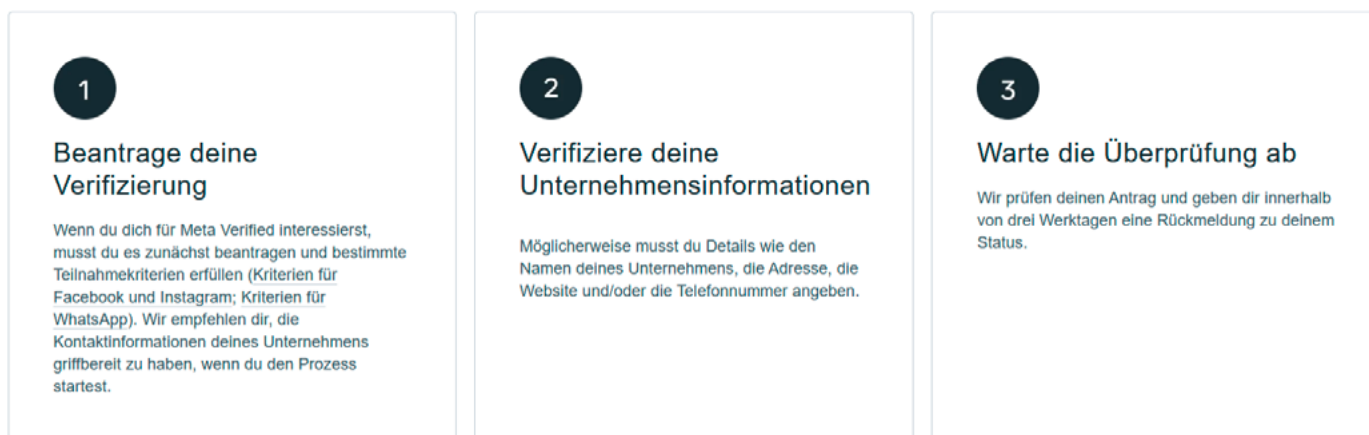 1
Beantrage deine
Verifizierung
Wenn du dich für Meta Verified interessierst,
musst du es zunächst beantragen und bestimmte
Teilnahmekriterien erfüllen (Kriterien für
Facebook und Instagram; Kriterien für
WhatsApp). Wir empfehlen dir, die
Kontaktinformationen deines Unternehmens
griffbereit zu haben, wenn du den Prozess
startest.
2
Verifiziere deine
Unternehmensinformationen
Möglicherweise musst du Details wie den
Namen deines Unternehmens, die Adresse, die
Website und/oder die Telefonnummer angeben.
3
Warte die Überprüfung ab
Wir prüfen deinen Antrag und geben dir innerhalb
von drei Werktagen eine Rückmeldung zu deinem
Status.